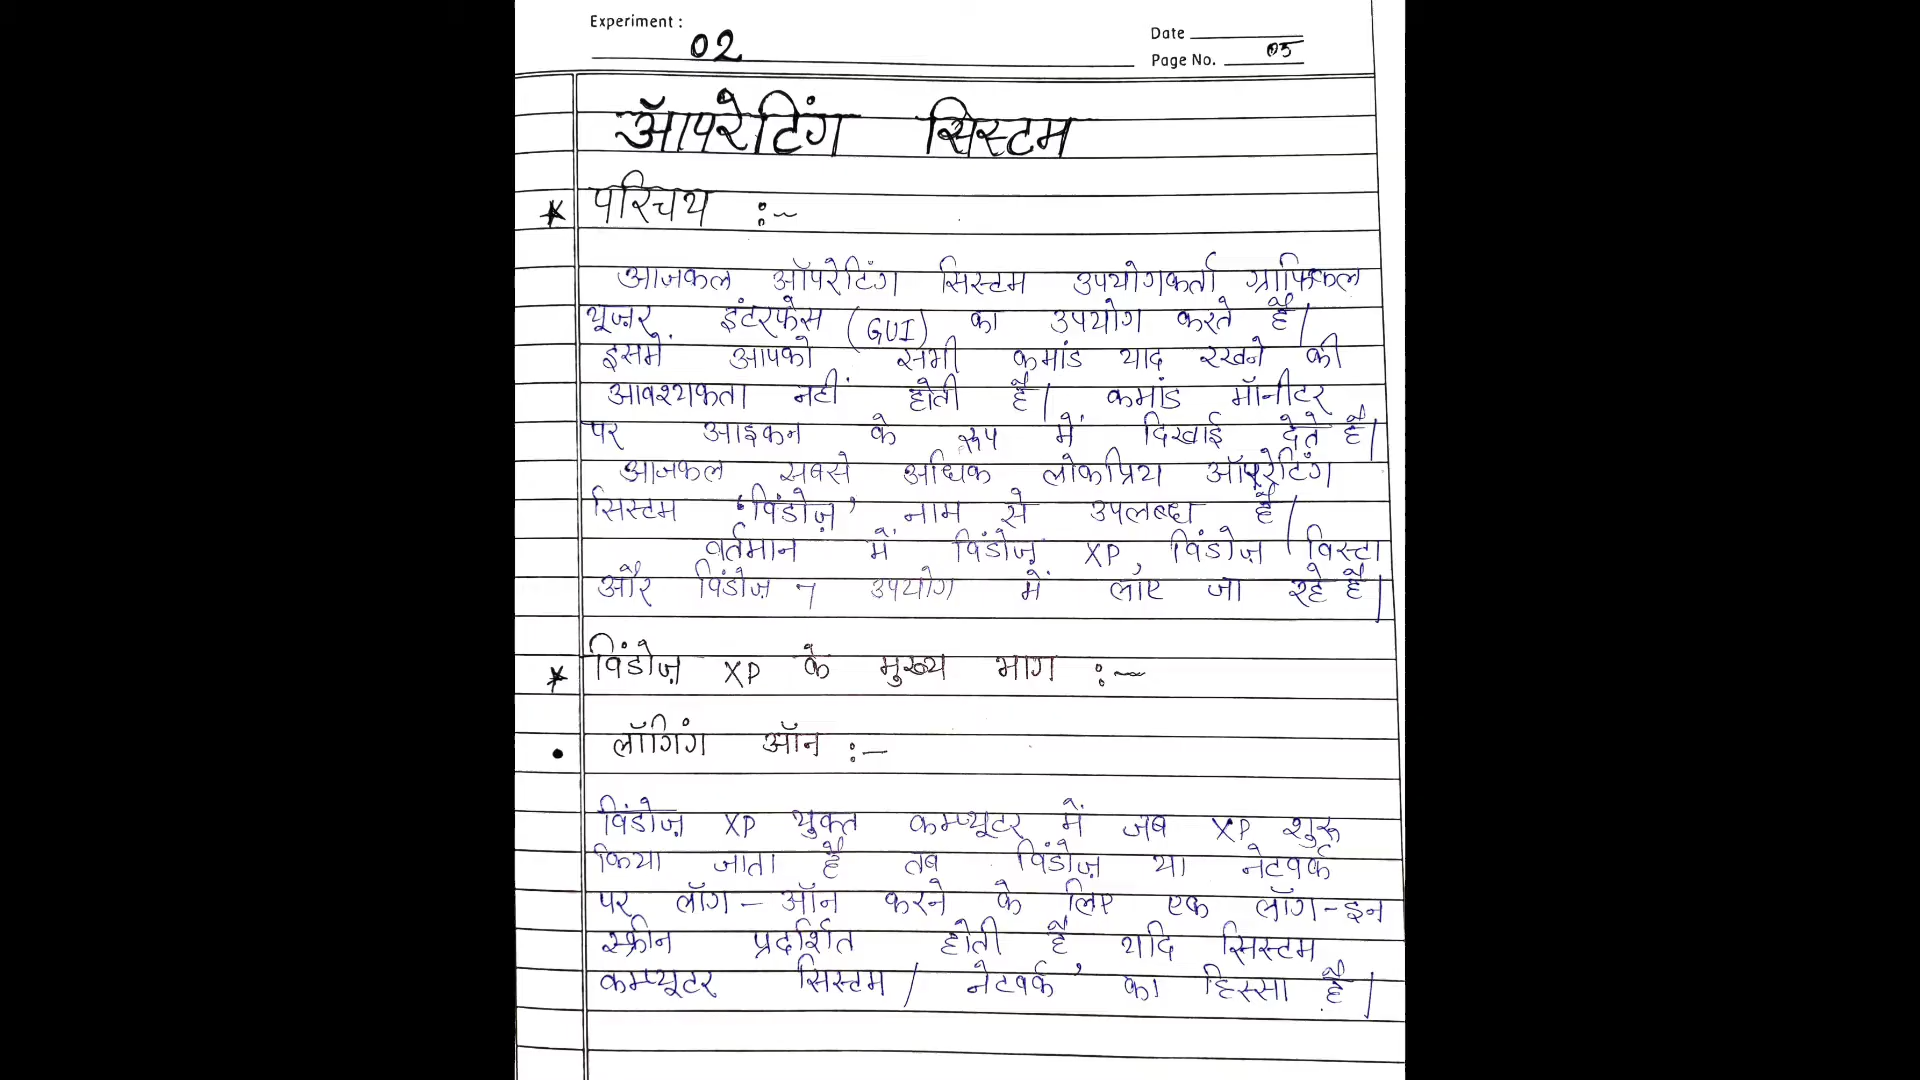 Experiment :
02
Date
Page No. 05
ऑपरेटिंग सिस्टम
* परिचय :-
आजकल ऑपरेटिंग सिस्टम उपयोगकर्ता ग्राफिकल
यूज़र इंटरफेस (GUI) का उपयोग करते है।
इसमें आपको सभी कमांड याद रखने की
आवश्यकता नहीं होती है। कमांड मॉनीटर
पर आइकन के रूप में दिखाई देते है।
आजकल सबसे अधिक लोकप्रिय ऑपरेटिंग
सिस्टम 'विंडोज़' नाम से उपलब्ध है।
वर्तमान में विंडोज़ XP, विंडोज़ विस्टा
और विंडोज़ 7 उपयोग में लाए जा रहे है।
* विंडोज़ XP के मुख्य भाग :-
• लॉगिंग ऑन :-
विंडोज़ XP युक्त कम्प्यूटर में जब XP शुरू
किया जाता है तब विंडोज़ या नेटवर्क
पर लॉग - ऑन करने के लिए एक लॉग-इन
स्क्रीन प्रदर्शित होती है, यदि सिस्टम
कम्प्यूटर सिस्टम / नेटवर्क का हिस्सा है।